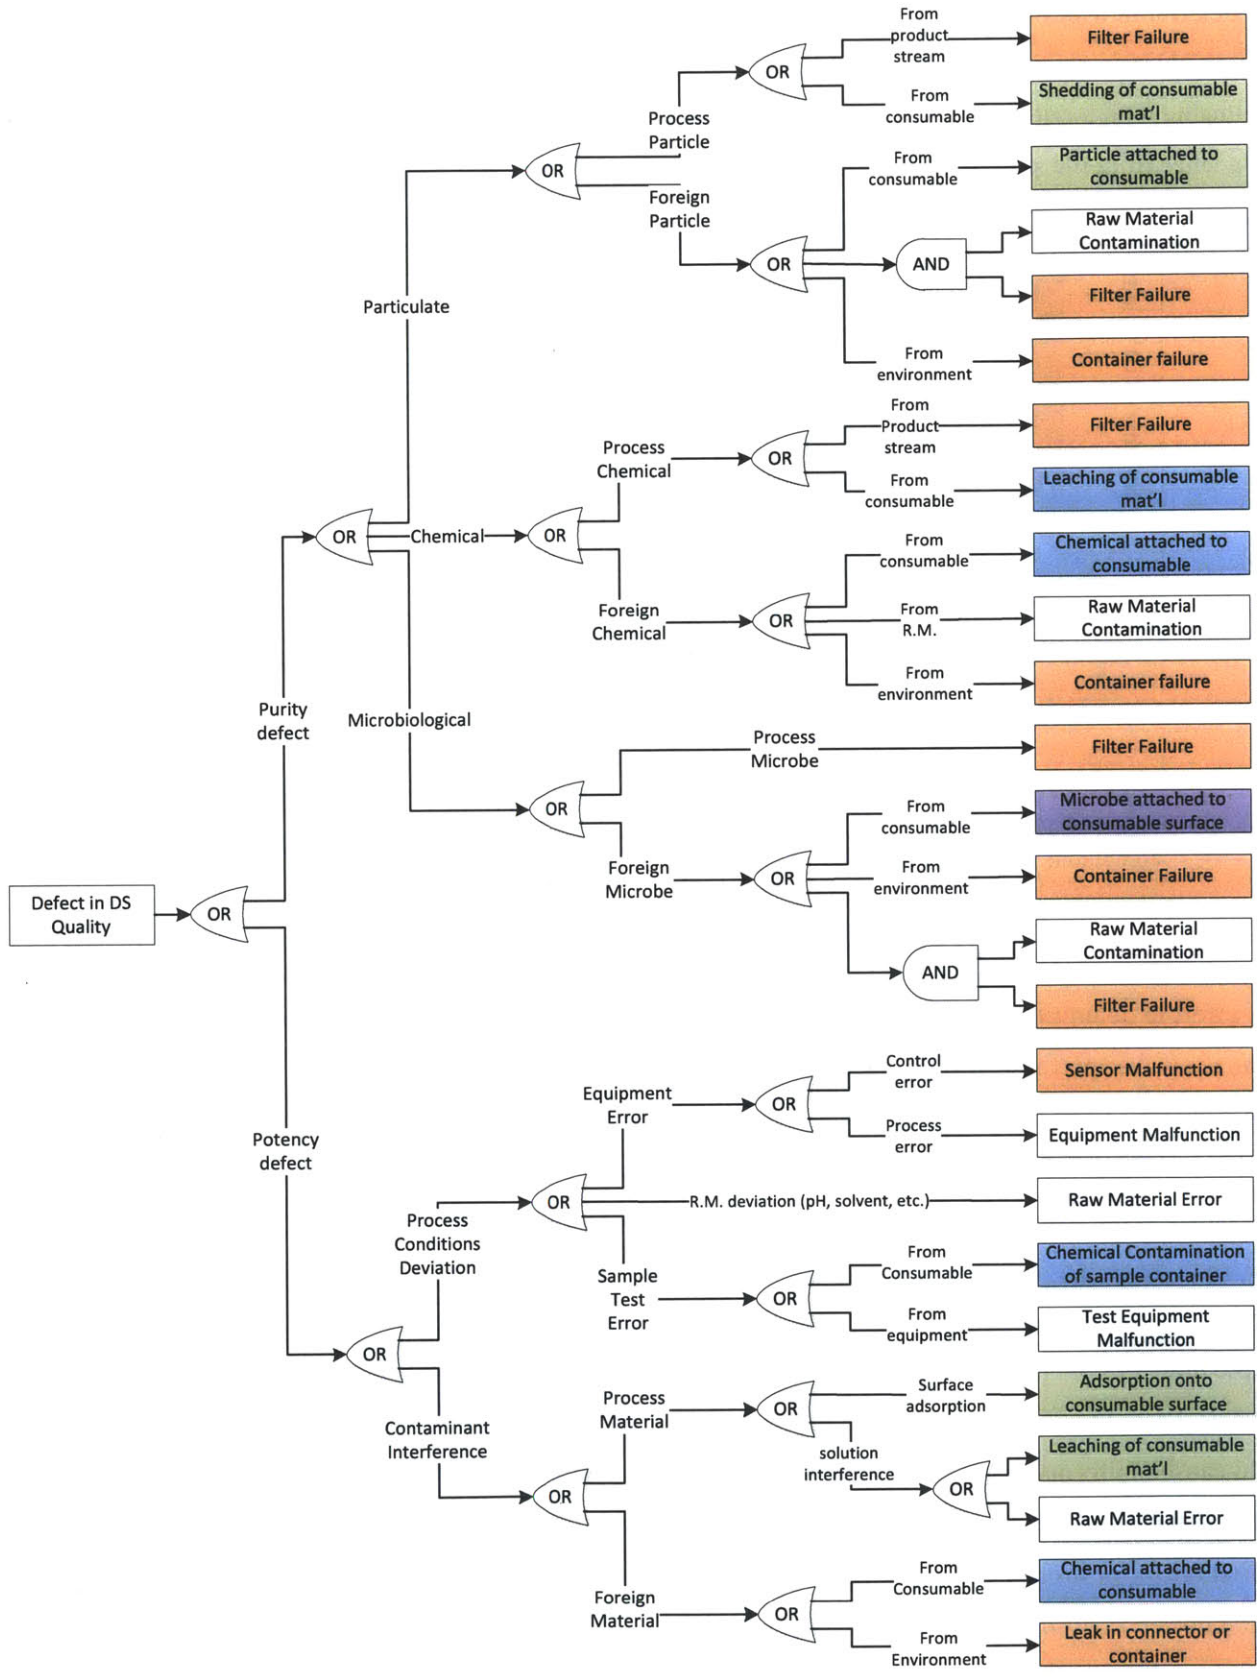 From
product
stream
OR
Filter Failure
From
consumable
Shedding of consumable
mat'l
Process
Particle
OR
Foreign
Particle
From
consumable
Particle attached to
consumable
OR
AND
Raw Material
Contamination
Filter Failure
From
environment
Container failure
Particulate
From
Product
stream
Filter Failure
Process
Chemical
OR
From
consumable
Leaching of consumable
mat'l
OR
Chemical
OR
From
consumable
Chemical attached to
consumable
Foreign
Chemical
OR
From
R.M.
Raw Material
Contamination
From
environment
Container failure
Purity
defect
Microbiological
Process
Microbe
Filter Failure
OR
From
consumable
Microbe attached to
consumable surface
Foreign
Microbe
OR
From
environment
Container Failure
Defect in DS
Quality
OR
AND
Raw Material
Contamination
Filter Failure
Control
error
Sensor Malfunction
Equipment
Error
OR
Process
error
Equipment Malfunction
Potency
defect
OR
R.M. deviation (pH, solvent, etc.)
Raw Material Error
Process
Conditions
Deviation
From
Consumable
Chemical Contamination
of sample container
Sample
Test
Error
OR
From
equipment
Test Equipment
Malfunction
OR
Surface
adsorption
Adsorption onto
consumable surface
Process
Material
OR
Contaminant
Interference
solution
interference
Leaching of consumable
mat'l
OR
OR
Raw Material Error
From
Consumable
Chemical attached to
consumable
Foreign
Material
OR
From
Environment
Leak in connector or
container